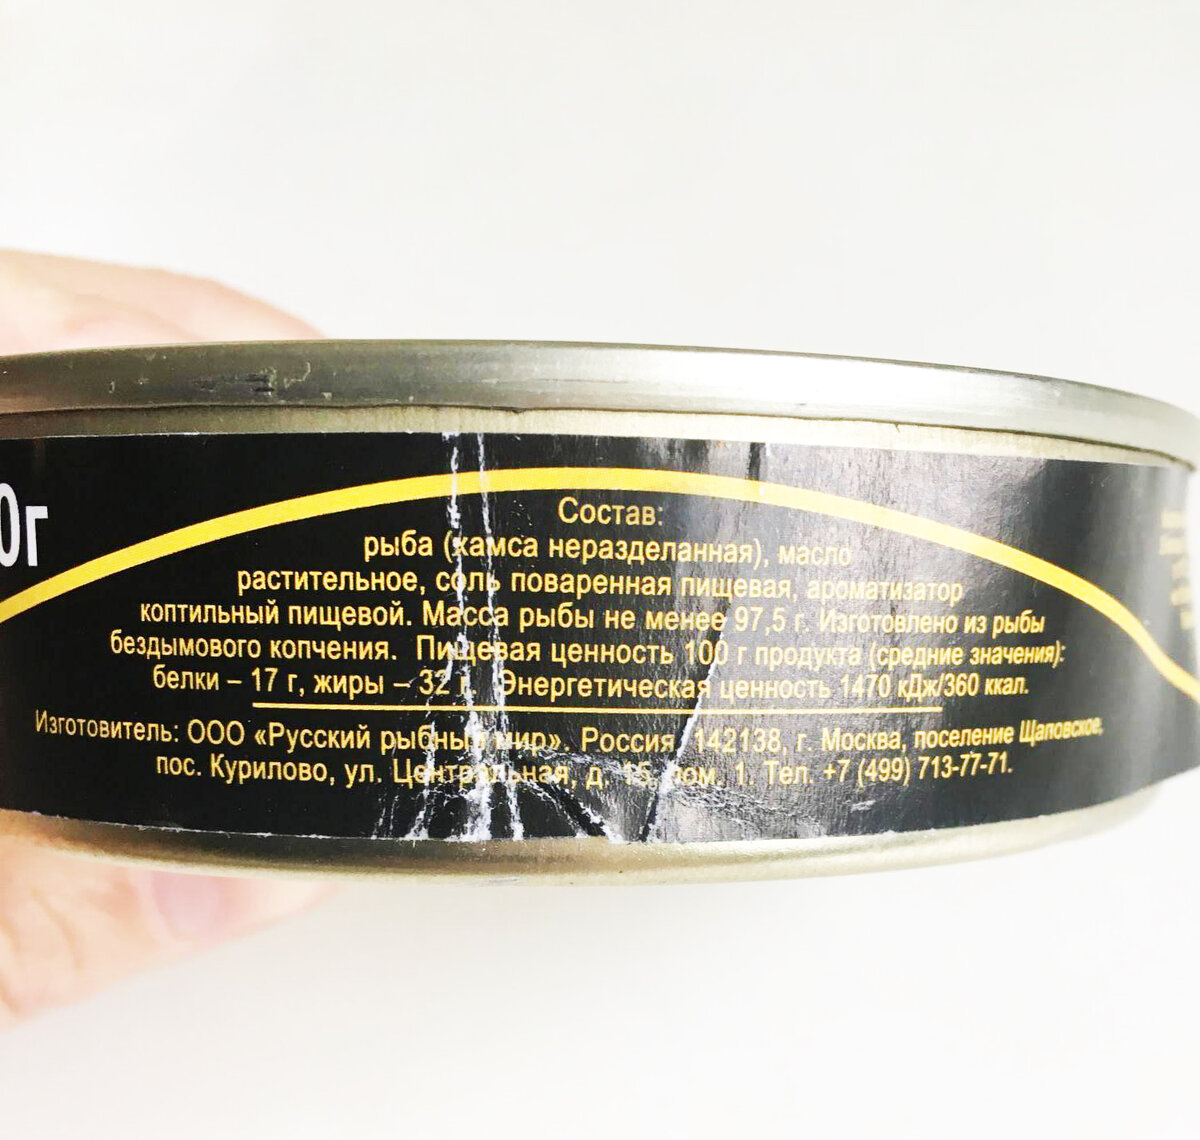 0г
Состав:
рыба (хамса неразделанная), масло
растительное, соль поваренная пищевая, ароматизатор
коптильный пищевой. Масса рыбы не менее 97,5 г. Изготовлено из рыбы
бездымового копчения. Пищевая ценность 100 г продукта (средние значения):
белки – 17 г, жиры – 32 г. Энергетическая ценность 1470 кДж/360 ккал.
Изготовитель: ООО «Русский рыбный мир». Россия, 142138, г. Москва, поселение Щаповское,
пос. Курилово, ул. Центральная, д. 15, пом. 1. Тел. +7 (499) 713-77-71.